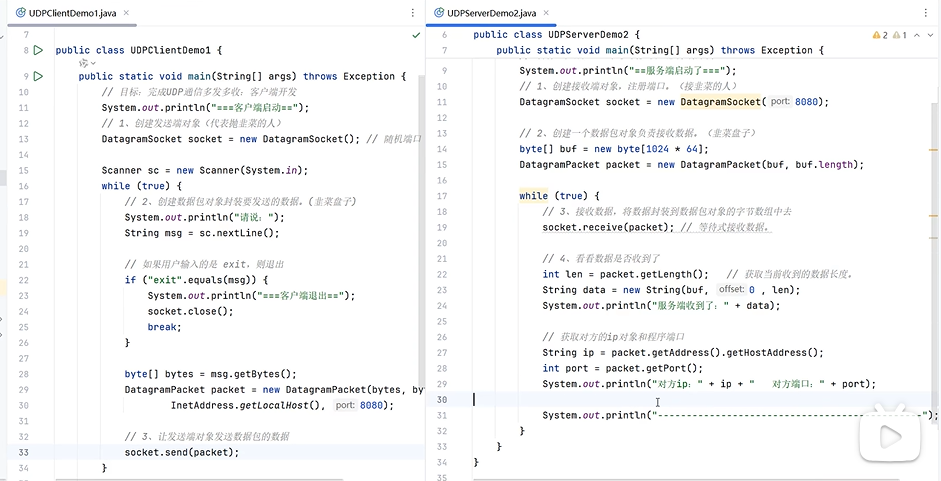 UDPClientDemo1.java
7
8 public class UDPClientDemo1 {
9 public static void main(String[] args) throws Exception {
10 // 目标：完成UDP通信多发多收：客户端开发
11 System.out.println("===客户端启动==");
12 // 1、创建发送端对象（代表抛韭菜的人）
13 DatagramSocket socket = new DatagramSocket(); // 随机端口
14
15 Scanner sc = new Scanner(System.in);
16 while (true) {
17 // 2、创建数据包对象封装要发送的数据。(韭菜盘子)
18 System.out.println("请说：");
19 String msg = sc.nextLine();
20
21 // 如果用户输入的是 exit，则退出
22 if ("exit".equals(msg)) {
23 System.out.println("===客户端退出==");
24 socket.close();
25 break;
26 }
27
28 byte[] bytes = msg.getBytes();
29 DatagramPacket packet = new DatagramPacket(bytes, by
30 InetAddress.getLocalHost(), port: 8080);
31
32 // 3、让发送端对象发送数据包的数据
33 socket.send(packet);
34 }
UDPServerDemo2.java
6 public class UDPServerDemo2 {
7 public static void main(String[] args) throws Exception {
2 1
9 System.out.println("==服务端启动了===");
10 // 1、创建接收端对象，注册端口。（接韭菜的人）
11 DatagramSocket socket = new DatagramSocket( port: 8080);
12
13 // 2、创建一个数据包对象负责接收数据。（韭菜盘子）
14 byte[] buf = new byte[1024 * 64];
15 DatagramPacket packet = new DatagramPacket(buf, buf.length);
16
17 while (true) {
18 // 3、接收数据，将数据封装到数据包对象的字节数组中去
19 socket.receive(packet); // 等待式接收数据。
20
21 // 4、看看数据是否收到了
22 int len = packet.getLength(); // 获取当前收到的数据长度。
23 String data = new String(buf, offset: 0 , len);
24 System.out.println("服务端收到了：" + data);
25
26 // 获取对方的ip对象和程序端口
27 String ip = packet.getAddress().getHostAddress();
28 int port = packet.getPort();
29 System.out.println("对方ip：" + ip + " 对方端口：" + port);
30
31 System.out.println("-----------------------------------------------");
32 }
33 }
34 }
35